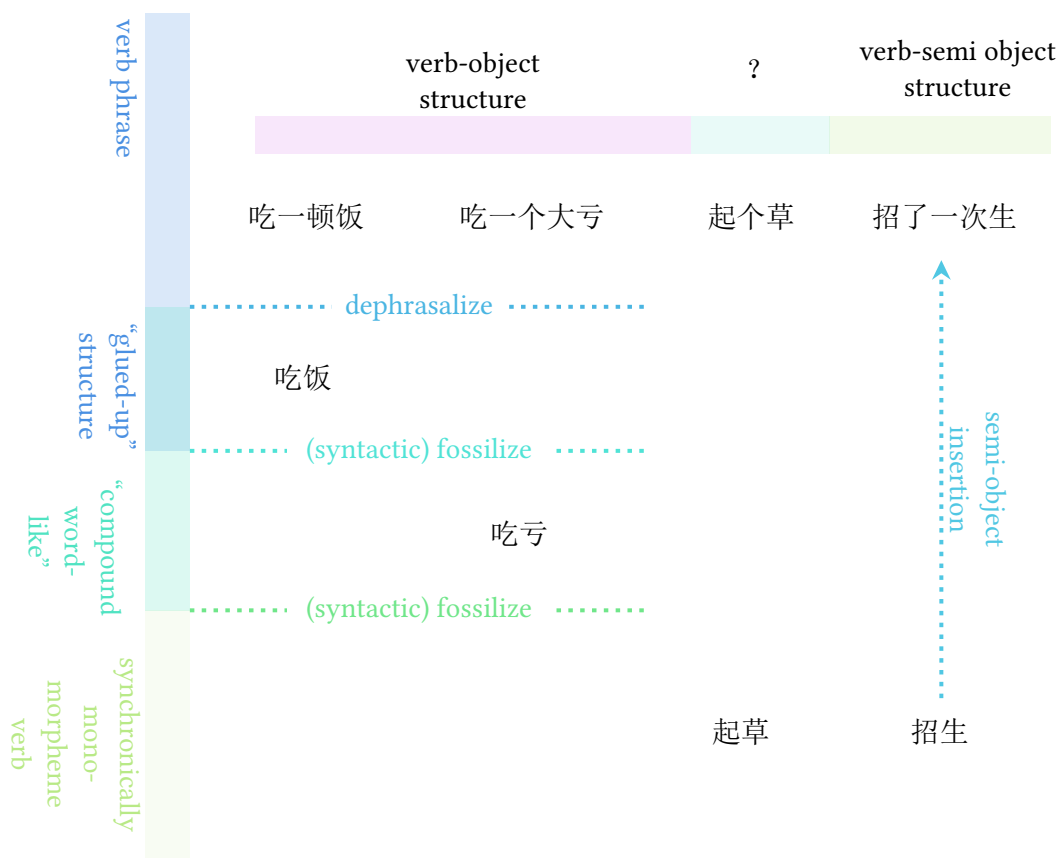 verb phrase
“glued-up”
structure
“compound
word-
like”
synchronically
mono-
morpheme
verb
verb-object
structure
?
verb-semi object
structure
吃一顿饭
吃一个大亏
起个草
招了一次生
dephrasalize
吃饭
(syntactic) fossilize
吃亏
(syntactic) fossilize
semi-object
insertion
起草
招生